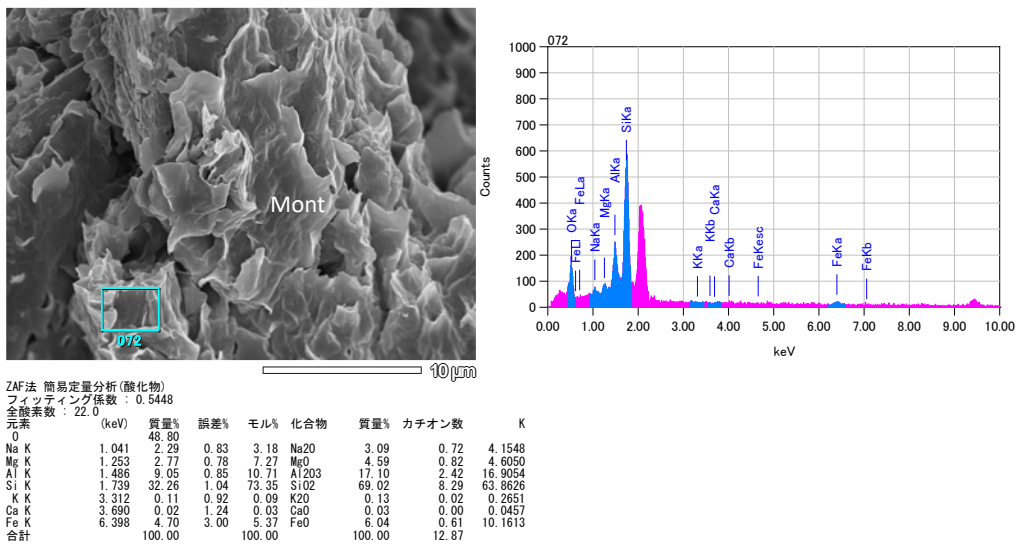 Mont
072
10μm
072
Counts
1000
900
800
700
600
500
400
300
200
100
0
FeLl
OKa
FeLa
NaKa
MgKa
AlKa
SiKa
KKa
KKb
CaKa
CaKb
FeKesc
FeKa
FeKb
0.00 1.00 2.00 3.00 4.00 5.00 6.00 7.00 8.00 9.00 10.00
keV
ZAF法 簡易定量分析(酸化物)
フィッティング係数 : 0.5448
全酸素数 : 22.0
元素 (keV) 質量% 誤差% モル% 化合物 質量% カチオン数 K
O 48.80
Na K 1.041 2.29 0.83 3.18 Na2O 3.09 0.72 4.1548
Mg K 1.253 2.77 0.78 7.27 MgO 4.59 0.82 4.6050
Al K 1.486 9.05 0.85 10.71 Al2O3 17.10 2.42 16.9054
Si K 1.739 32.26 1.04 73.35 SiO2 69.02 8.29 63.8626
K K 3.312 0.11 0.92 0.09 K2O 0.13 0.02 0.2651
Ca K 3.690 0.02 1.24 0.03 CaO 0.03 0.00 0.0457
Fe K 6.398 4.70 3.00 5.37 FeO 6.04 0.61 10.1613
合計 100.00 100.00 100.00 12.87